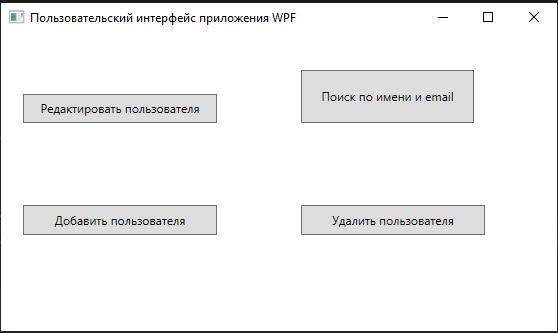 Пользовательский интерфейс приложения WPF
Поиск по имени и email
Редактировать пользователя
Добавить пользователя
Удалить пользователя